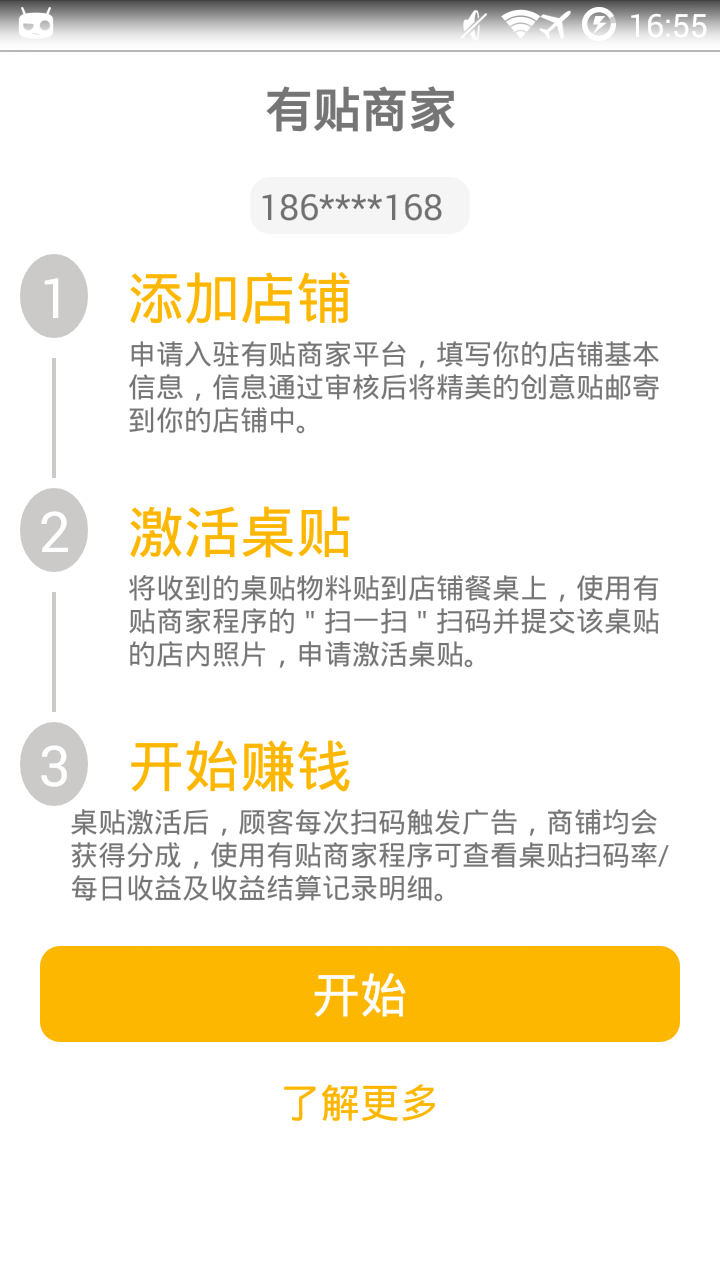 16:55
有贴商家
186****168
1
添加店铺
申请入驻有贴商家平台，填写你的店铺基本
信息，信息通过审核后将精美的创意贴邮寄
到你的店铺中。
2
激活桌贴
将收到的桌贴物料贴到店铺餐桌上，使用有
贴商家程序的＂扫一扫＂扫码并提交该桌贴
的店内照片，申请激活桌贴。
3
开始赚钱
桌贴激活后，顾客每次扫码触发广告，商铺均会
获得分成，使用有贴商家程序可查看桌贴扫码率/
每日收益及收益结算记录明细。
开始
了解更多